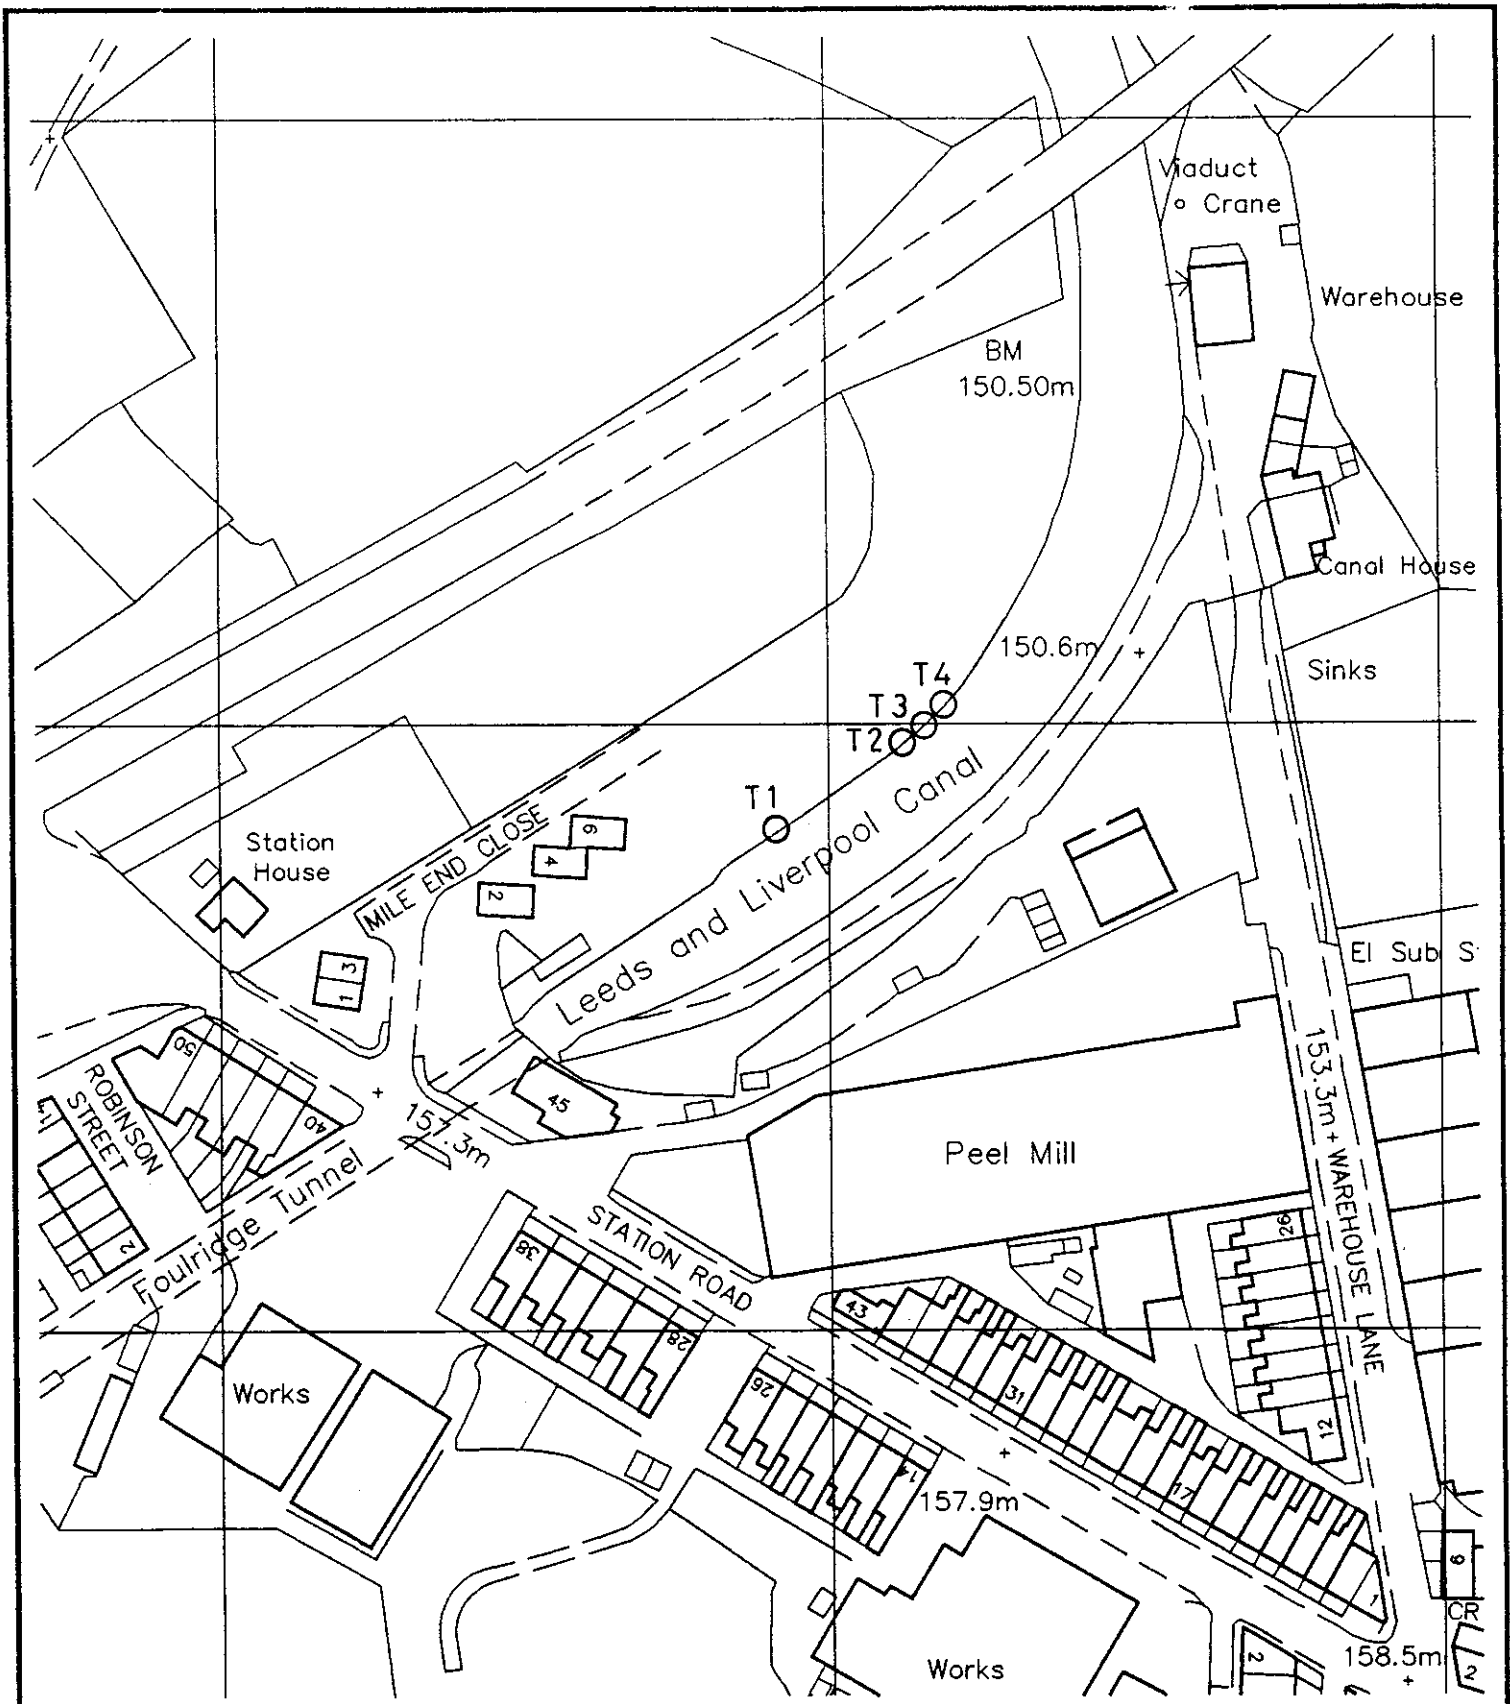 Viaduct
Crane
Warehouse
BM
150.50m
Canal House
150.6m
Sinks
T4
T3
T2
T1
Leeds and Liverpool Canal
Station
House
MILE END CLOSE
6
4
2
3
1
El Sub S
50
40
ROBINSON
STREET
2
157.3m
45
Foulridge Tunnel
Peel Mill
153.3m
WAREHOUSE LANE
STATION ROAD
38
28
26
12
43
31
17
1
Works
26
14
157.9m
Works
2
158.5m
6
CR
2